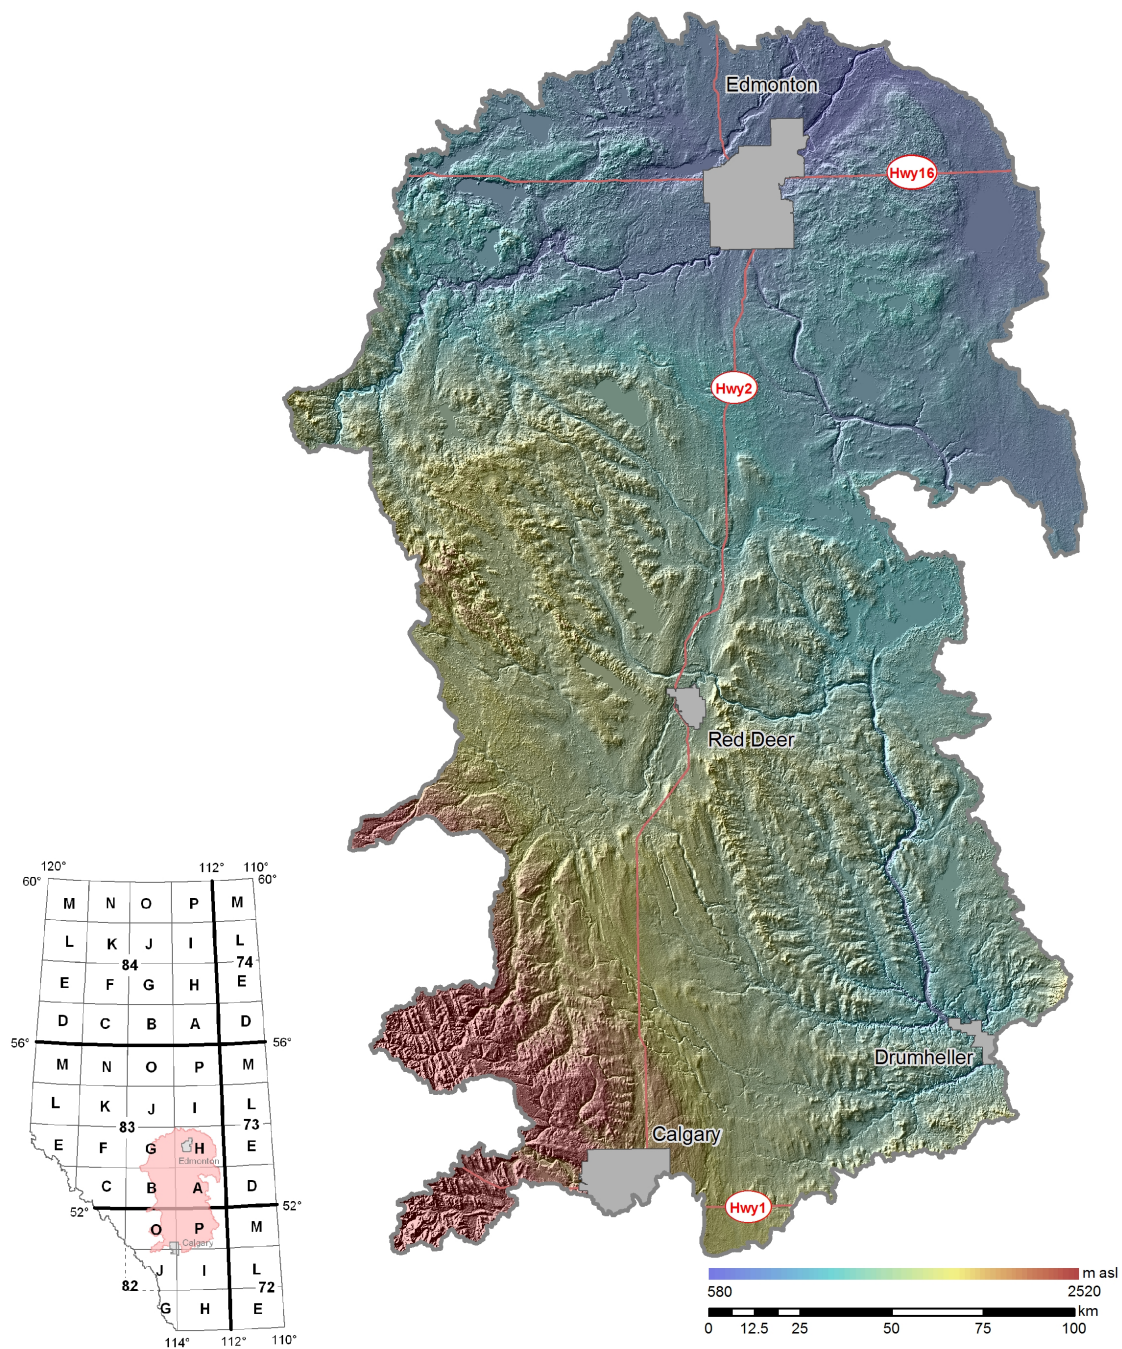 Edmonton
Hwy16
Hwy2
Red Deer
Drumheller
Calgary
Hwy1
m asl
580 2520
km
0 12.5 25 50 75 100
120° 112° 110°
60° 60°
M N O P M
L K J I L
84 74
E F G H E
D C B A D
56° 56°
M N O P M
L K J I L
83 73
E F G H E
Edmonton
C B A D
52° 52°
O P M
Calgary
J I L
82 72
G H E
114° 112° 110°